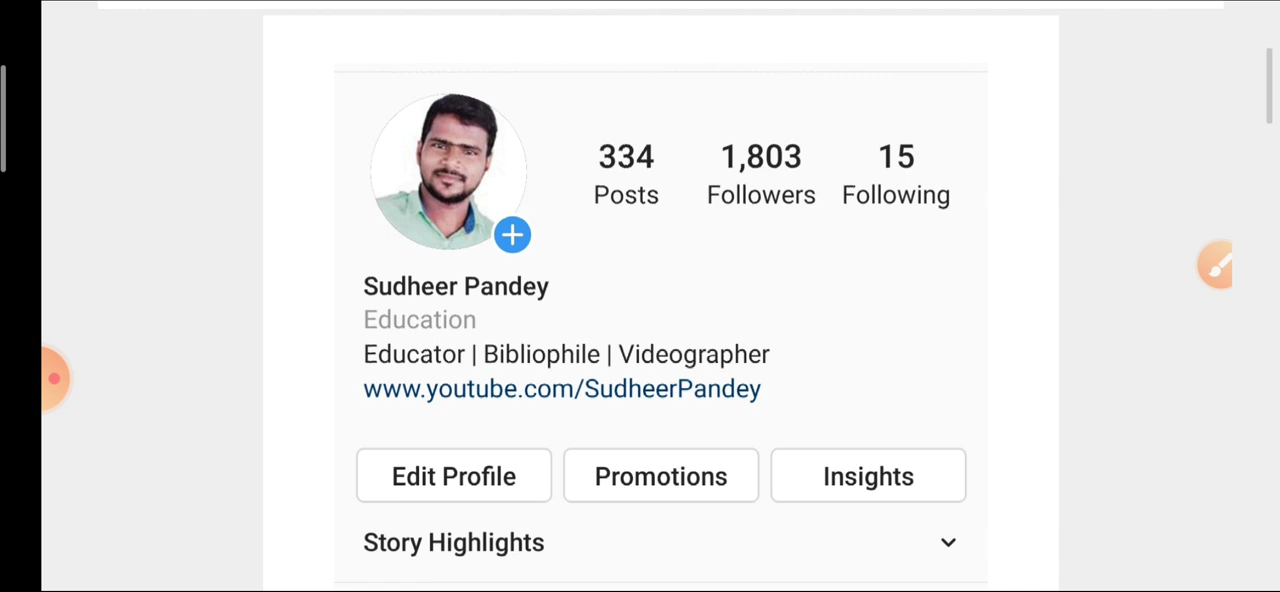 334 1,803 15
Posts Followers Following
Sudheer Pandey
Education
Educator | Bibliophile | Videographer
www.youtube.com/SudheerPandey
Edit Profile Promotions Insights
Story Highlights